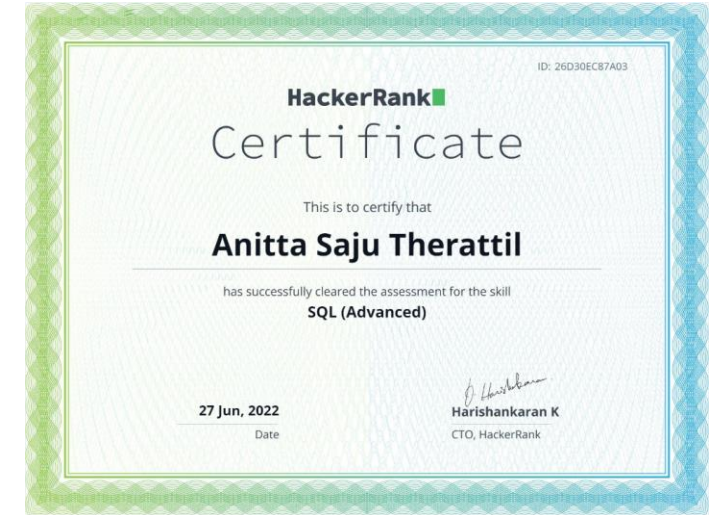 ID: 26D30EC87A03
HackerRank
Certificate
This is to certify that
Anitta Saju Therattil
has successfully cleared the assessment for the skill
SQL (Advanced)
27 Jun, 2022
Date
Harishankaran K
CTO, HackerRank